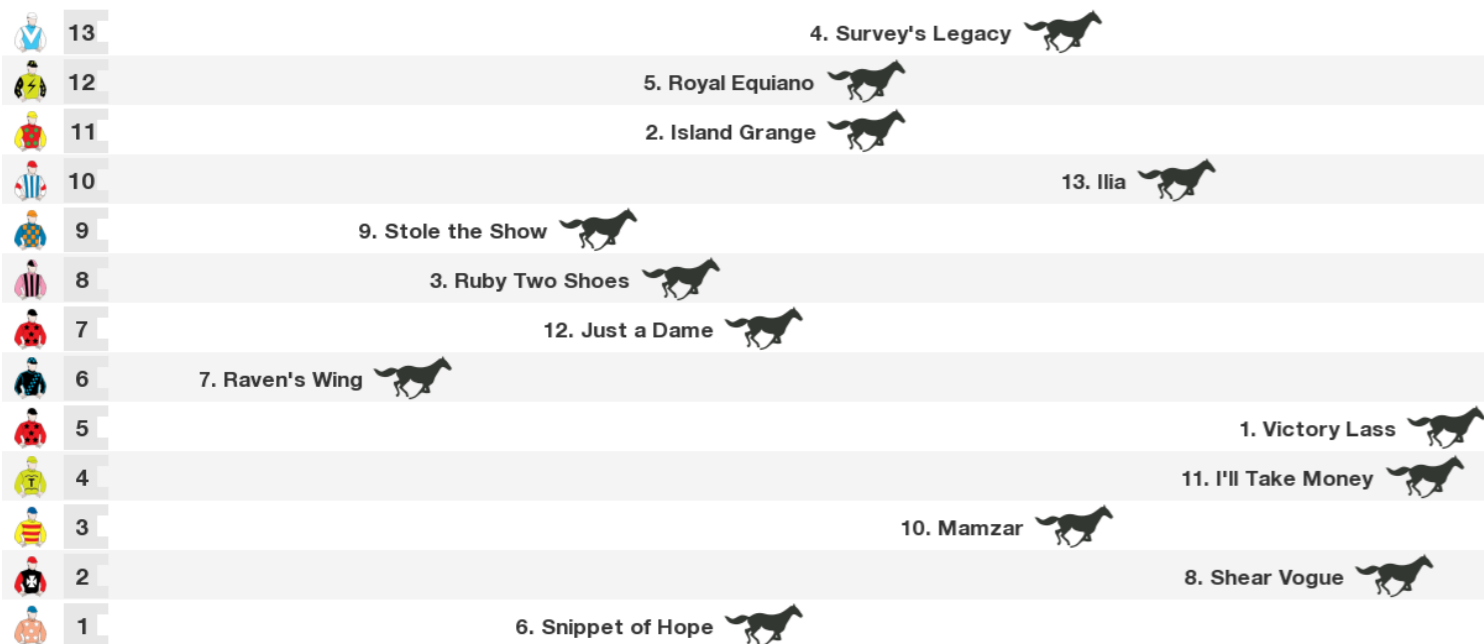 13 4. Survey's Legacy
12 5. Royal Equiano
11 2. Island Grange
10 13. Ilia
9 9. Stole the Show
8 3. Ruby Two Shoes
7 12. Just a Dame
6 7. Raven's Wing
5 1. Victory Lass
4 11. I'll Take Money
3 10. Mamzar
2 8. Shear Vogue
1 6. Snippet of Hope